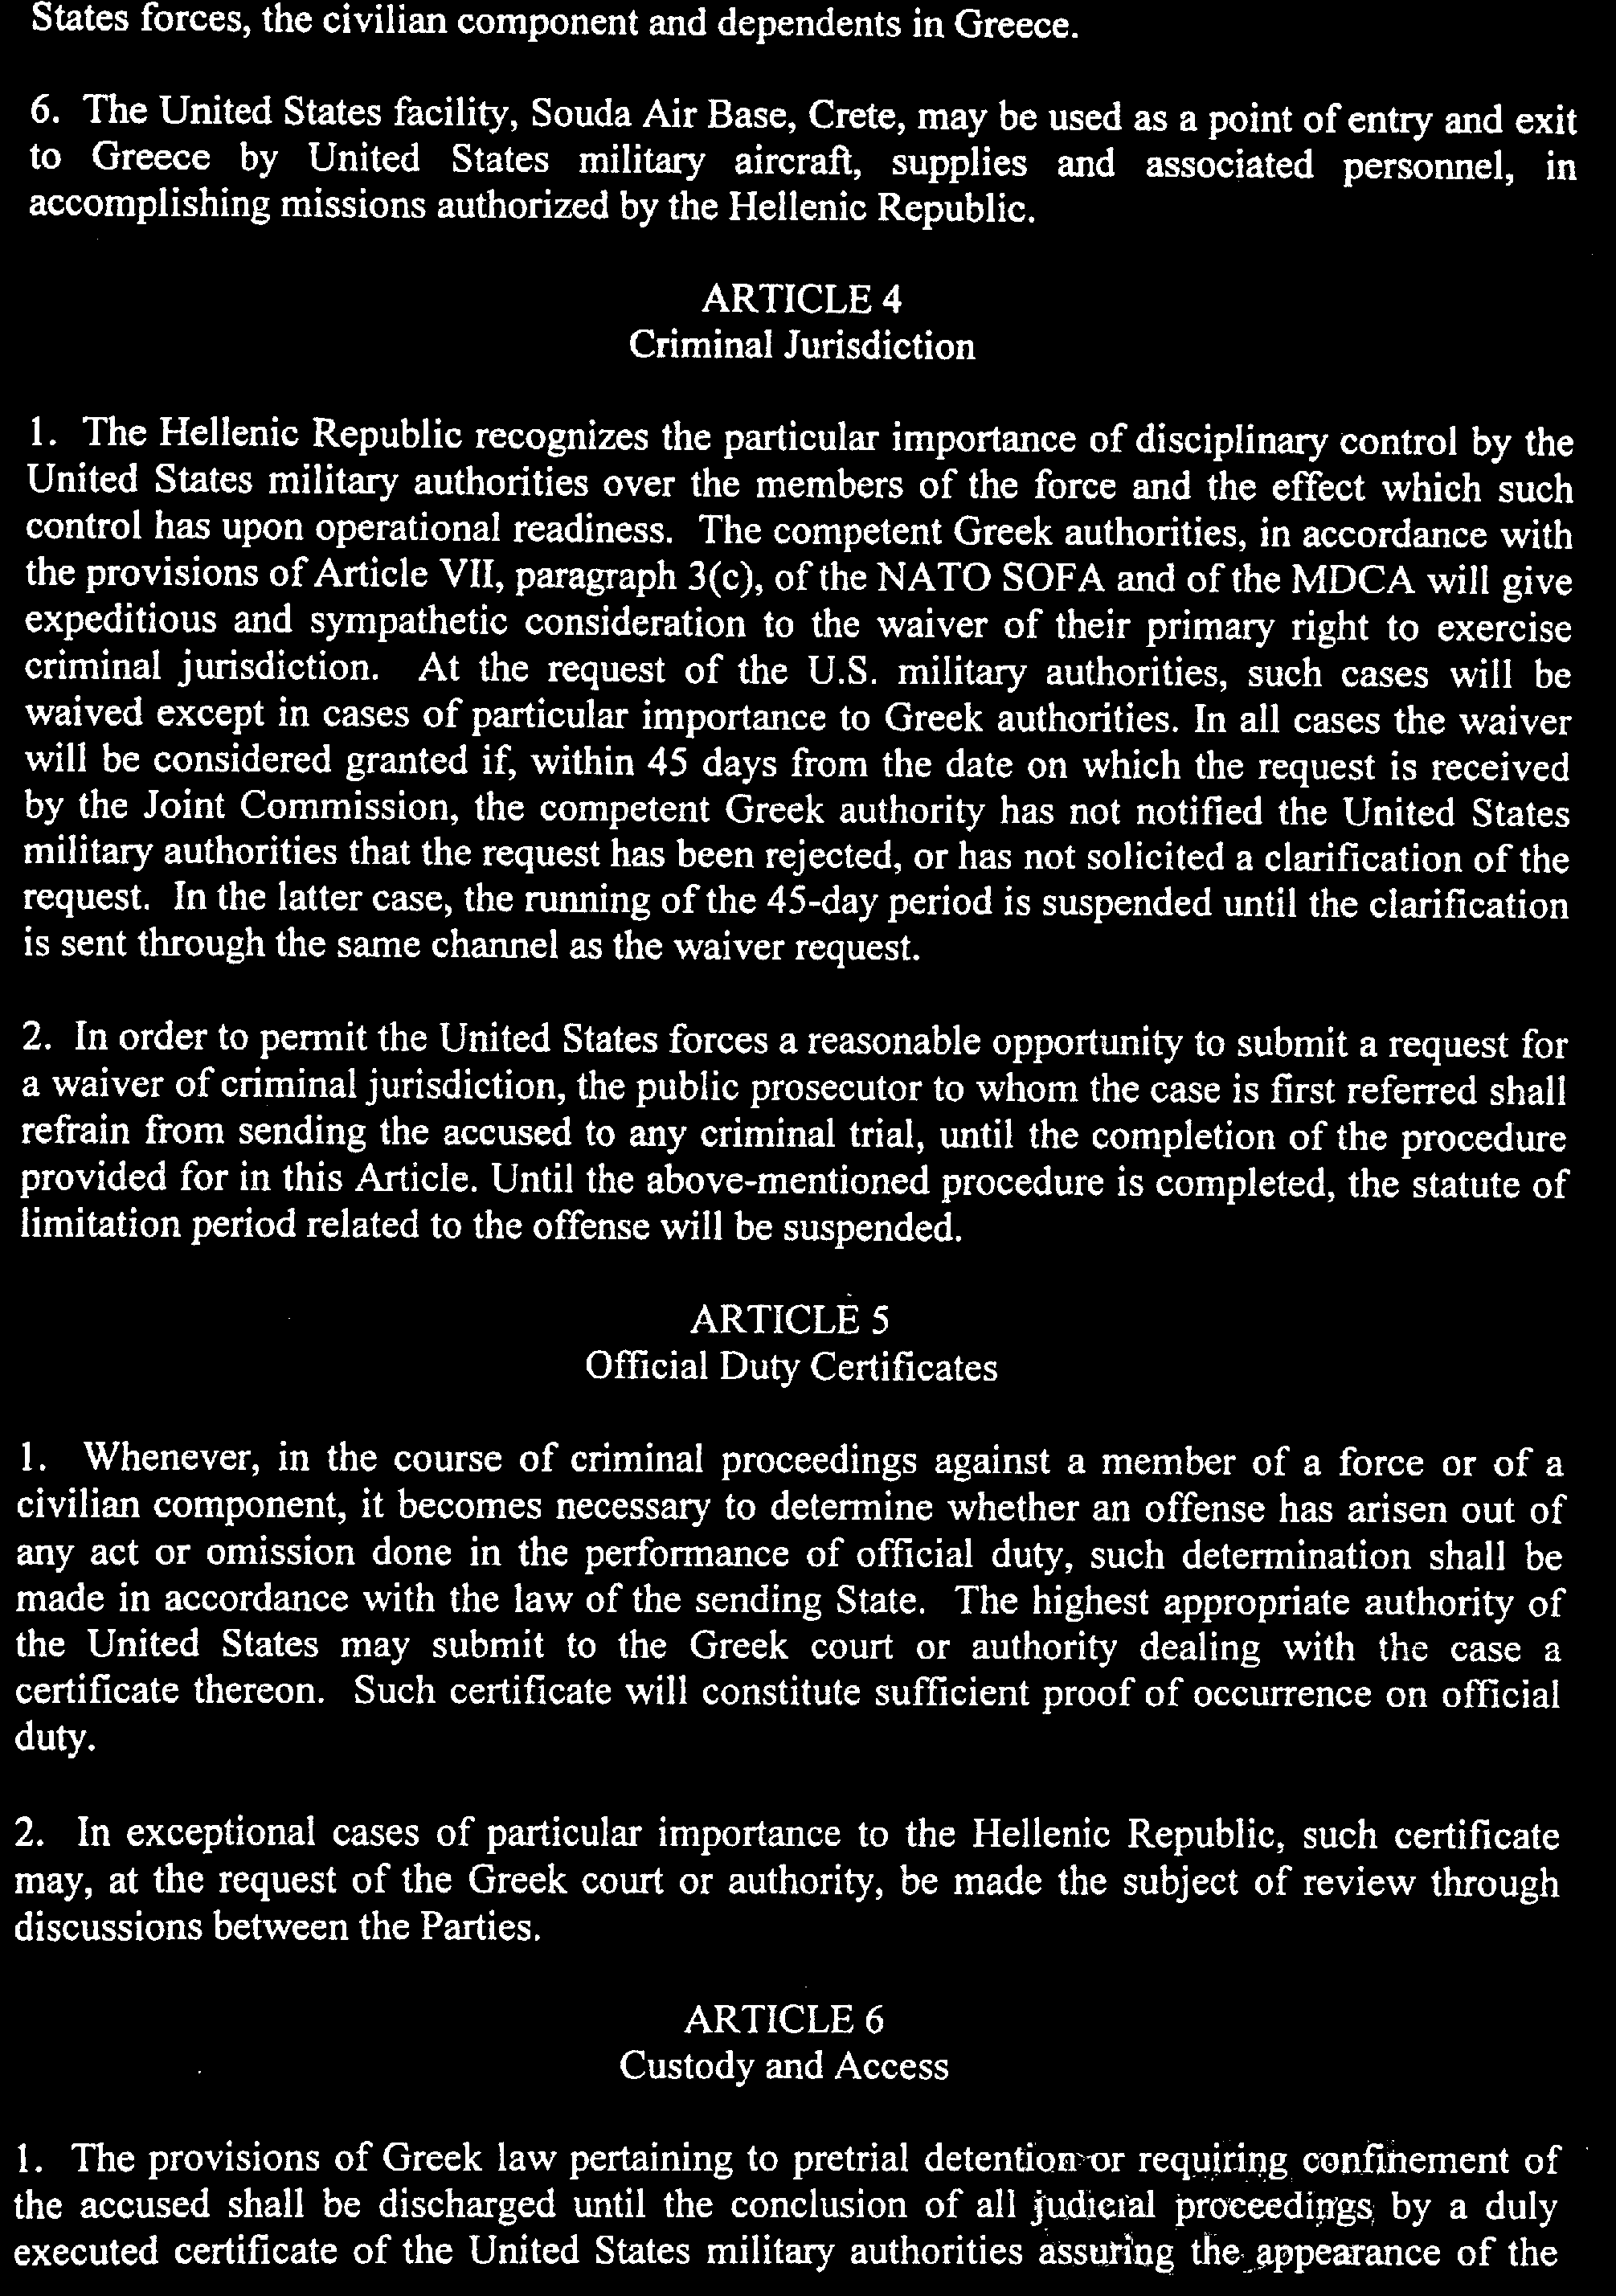 States forces, the civilian component and dependents in Greece.
6. The United States facility, Souda Air Base, Crete, may be used as a point of entry and exit
to Greece by United States military aircraft, supplies and associated personnel, in
accomplishing missions authorized by the Hellenic Republic.
ARTICLE 4
Criminal Jurisdiction
1. The Hellenic Republic recognizes the particular importance of disciplinary control by the
United States military authorities over the members of the force and the effect which such
control has upon operational readiness. The competent Greek authorities, in accordance with
the provisions of Article VII, paragraph 3(c), of the NATO SOFA and of the MDCA will give
expeditious and sympathetic consideration to the waiver of their primary right to exercise
criminal jurisdiction. At the request of the U.S. military authorities, such cases will be
waived except in cases of particular importance to Greek authorities. In all cases the waiver
will be considered granted if, within 45 days from the date on which the request is received
by the Joint Commission, the competent Greek authority has not notified the United States
military authorities that the request has been rejected, or has not solicited a clarification of the
request. In the latter case, the running of the 45-day period is suspended until the clarification
is sent through the same channel as the waiver request.
2. In order to permit the United States forces a reasonable opportunity to submit a request for
a waiver of criminal jurisdiction, the public prosecutor to whom the case is first referred shall
refrain from sending the accused to any criminal trial, until the completion of the procedure
provided for in this Article. Until the above-mentioned procedure is completed, the statute of
limitation period related to the offense will be suspended.
ARTICLE 5
Official Duty Certificates
1. Whenever, in the course of criminal proceedings against a member of a force or of a
civilian component, it becomes necessary to determine whether an offense has arisen out of
any act or omission done in the performance of official duty, such determination shall be
made in accordance with the law of the sending State. The highest appropriate authority of
the United States may submit to the Greek court or authority dealing with the case a
certificate thereon. Such certificate will constitute sufficient proof of occurrence on official
duty.
2. In exceptional cases of particular importance to the Hellenic Republic, such certificate
may, at the request of the Greek court or authority, be made the subject of review through
discussions between the Parties.
ARTICLE 6
Custody and Access
1. The provisions of Greek law pertaining to pretrial detention or requiring confinement of
the accused shall be discharged until the conclusion of all judicial proceedings by a duly
executed certificate of the United States military authorities assuring the appearance of the